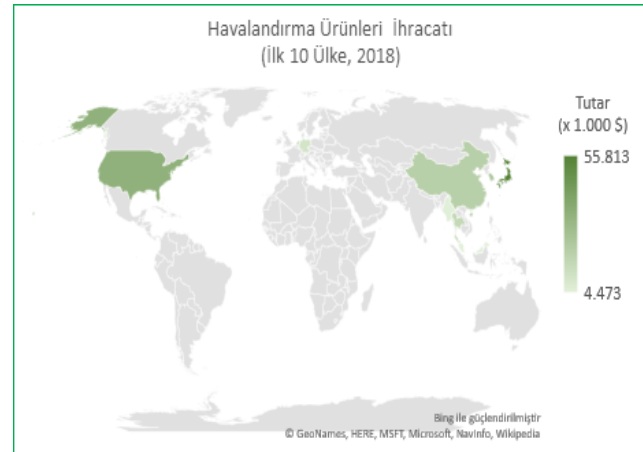 Havalandırma Ürünleri İhracatı
(İlk 10 Ülke, 2018)
Tutar
(x 1.000 $)
55.813
4.473
Bing ile güçlendirilmiştir
© GeoNames, HERE, MSFT, Microsoft, NavInfo, Wikipedia